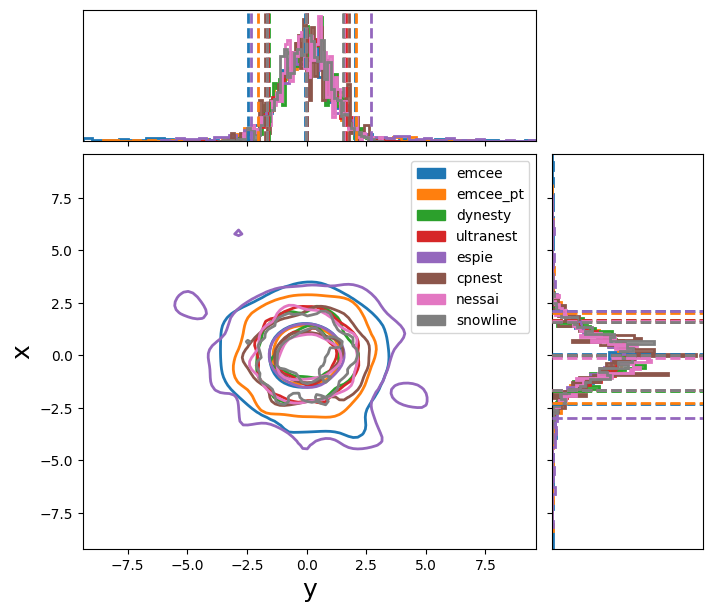 emcee
emcee_pt
dynesty
ultranest
espie
cpnest
nessai
snowline
7.5
5.0
2.5
0.0
−2.5
−5.0
−7.5
x
−7.5 −5.0 −2.5 0.0 2.5 5.0 7.5
y